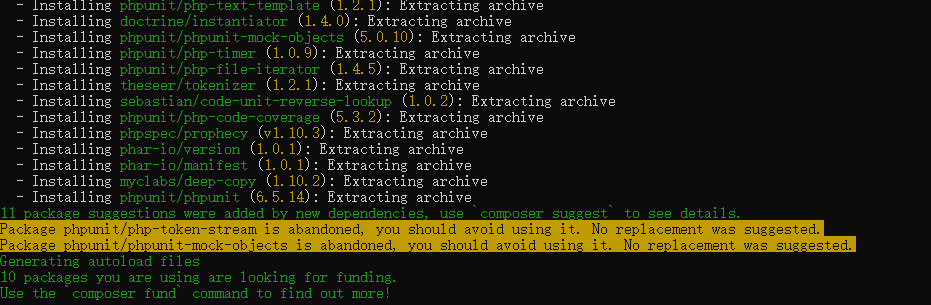 - Installing phpunit/php-text-template (1.2.1): Extracting archive
- Installing doctrine/instantiator (1.4.0): Extracting archive
- Installing phpunit/phpunit-mock-objects (5.0.10): Extracting archive
- Installing phpunit/php-timer (1.0.9): Extracting archive
- Installing phpunit/php-file-iterator (1.4.5): Extracting archive
- Installing theseer/tokenizer (1.2.1): Extracting archive
- Installing sebastian/code-unit-reverse-lookup (1.0.2): Extracting archive
- Installing phpunit/php-code-coverage (5.3.2): Extracting archive
- Installing phpspec/prophecy (v1.10.3): Extracting archive
- Installing phar-io/version (1.0.1): Extracting archive
- Installing phar-io/manifest (1.0.1): Extracting archive
- Installing myclabs/deep-copy (1.10.2): Extracting archive
- Installing phpunit/phpunit (6.5.14): Extracting archive
11 package suggestions were added by new dependencies, use `composer suggest` to see details.
Package phpunit/php-token-stream is abandoned, you should avoid using it. No replacement was suggested.
Package phpunit/phpunit-mock-objects is abandoned, you should avoid using it. No replacement was suggested.
Generating autoload files
10 packages you are using are looking for funding.
Use the `composer fund` command to find out more!